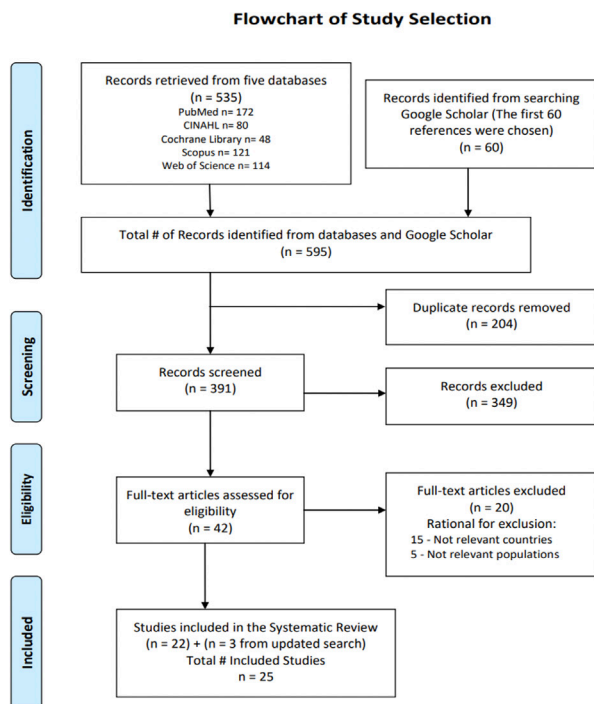 Flowchart of Study Selection
Identification
Records retrieved from five databases
(n = 535)
PubMed n= 172
CINAHL n= 80
Cochrane Library n= 48
Scopus n= 121
Web of Science n= 114
Records identified from searching
Google Scholar (The first 60
references were chosen)
(n = 60)
Total # of Records identified from databases and Google Scholar
(n = 595)
Duplicate records removed
(n = 204)
Screening
Records screened
(n = 391)
Records excluded
(n = 349)
Eligibility
Full-text articles assessed for
eligibility
(n = 42)
Full-text articles excluded
(n = 20)
Rational for exclusion:
15 - Not relevant countries
5 - Not relevant populations
Included
Studies included in the Systematic Review
(n = 22) + (n = 3 from updated search)
Total # Included Studies
n = 25